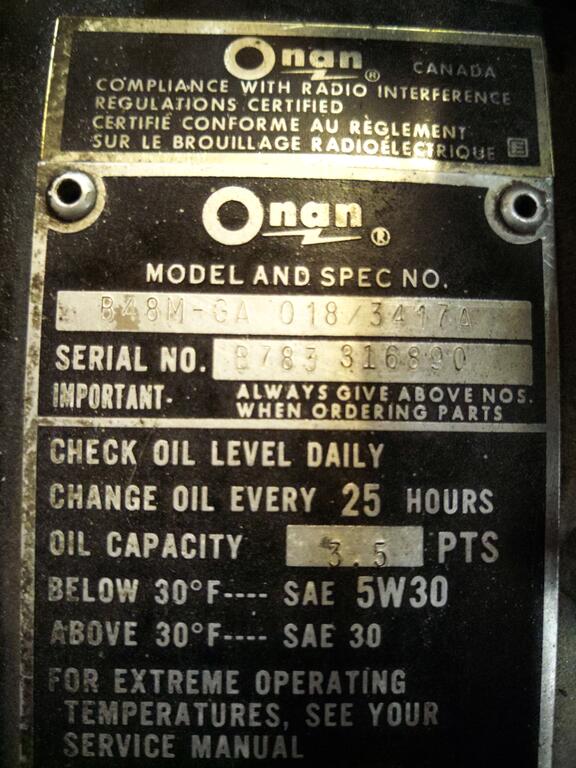 Onan ® CANADA
COMPLIANCE WITH RADIO INTERFERENCE
REGULATIONS CERTIFIED
CERTIFIÉ CONFORME AU RÈGLEMENT
SUR LE BROUILLAGE RADIOÉLECTRIQUE
Onan ®
MODEL AND SPEC NO.
B48M-GA 018/3417A
SERIAL NO. B783 316890
IMPORTANT- ALWAYS GIVE ABOVE NOS.
WHEN ORDERING PARTS
CHECK OIL LEVEL DAILY
CHANGE OIL EVERY 25 HOURS
OIL CAPACITY 3.5 PTS
BELOW 30°F---- SAE 5W30
ABOVE 30°F---- SAE 30
FOR EXTREME OPERATING
TEMPERATURES, SEE YOUR
SERVICE MANUAL